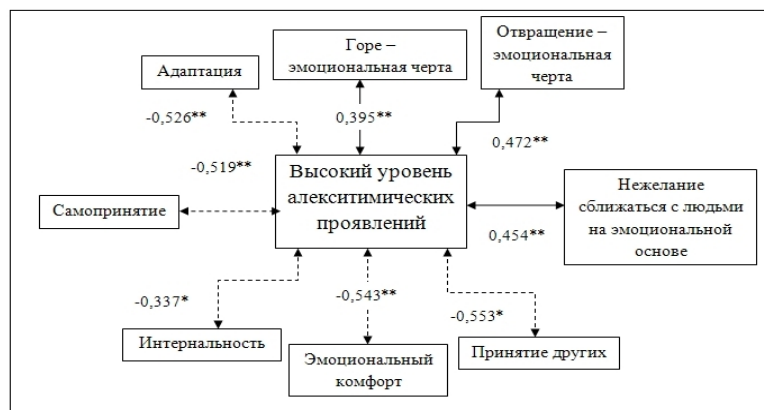 Отвращение –
эмоциональная
черта
Горе –
эмоциональная черта
Адаптация
-0,526**
0,395**
0,472**
-0,519**
Высокий уровень
алекситимических
проявлений
Нежелание
сближаться с людьми
на эмоциональной
основе
Самопринятие
0,454**
-0,337*
-0,543**
-0,553*
Интернальность
Эмоциональный
комфорт
Принятие других